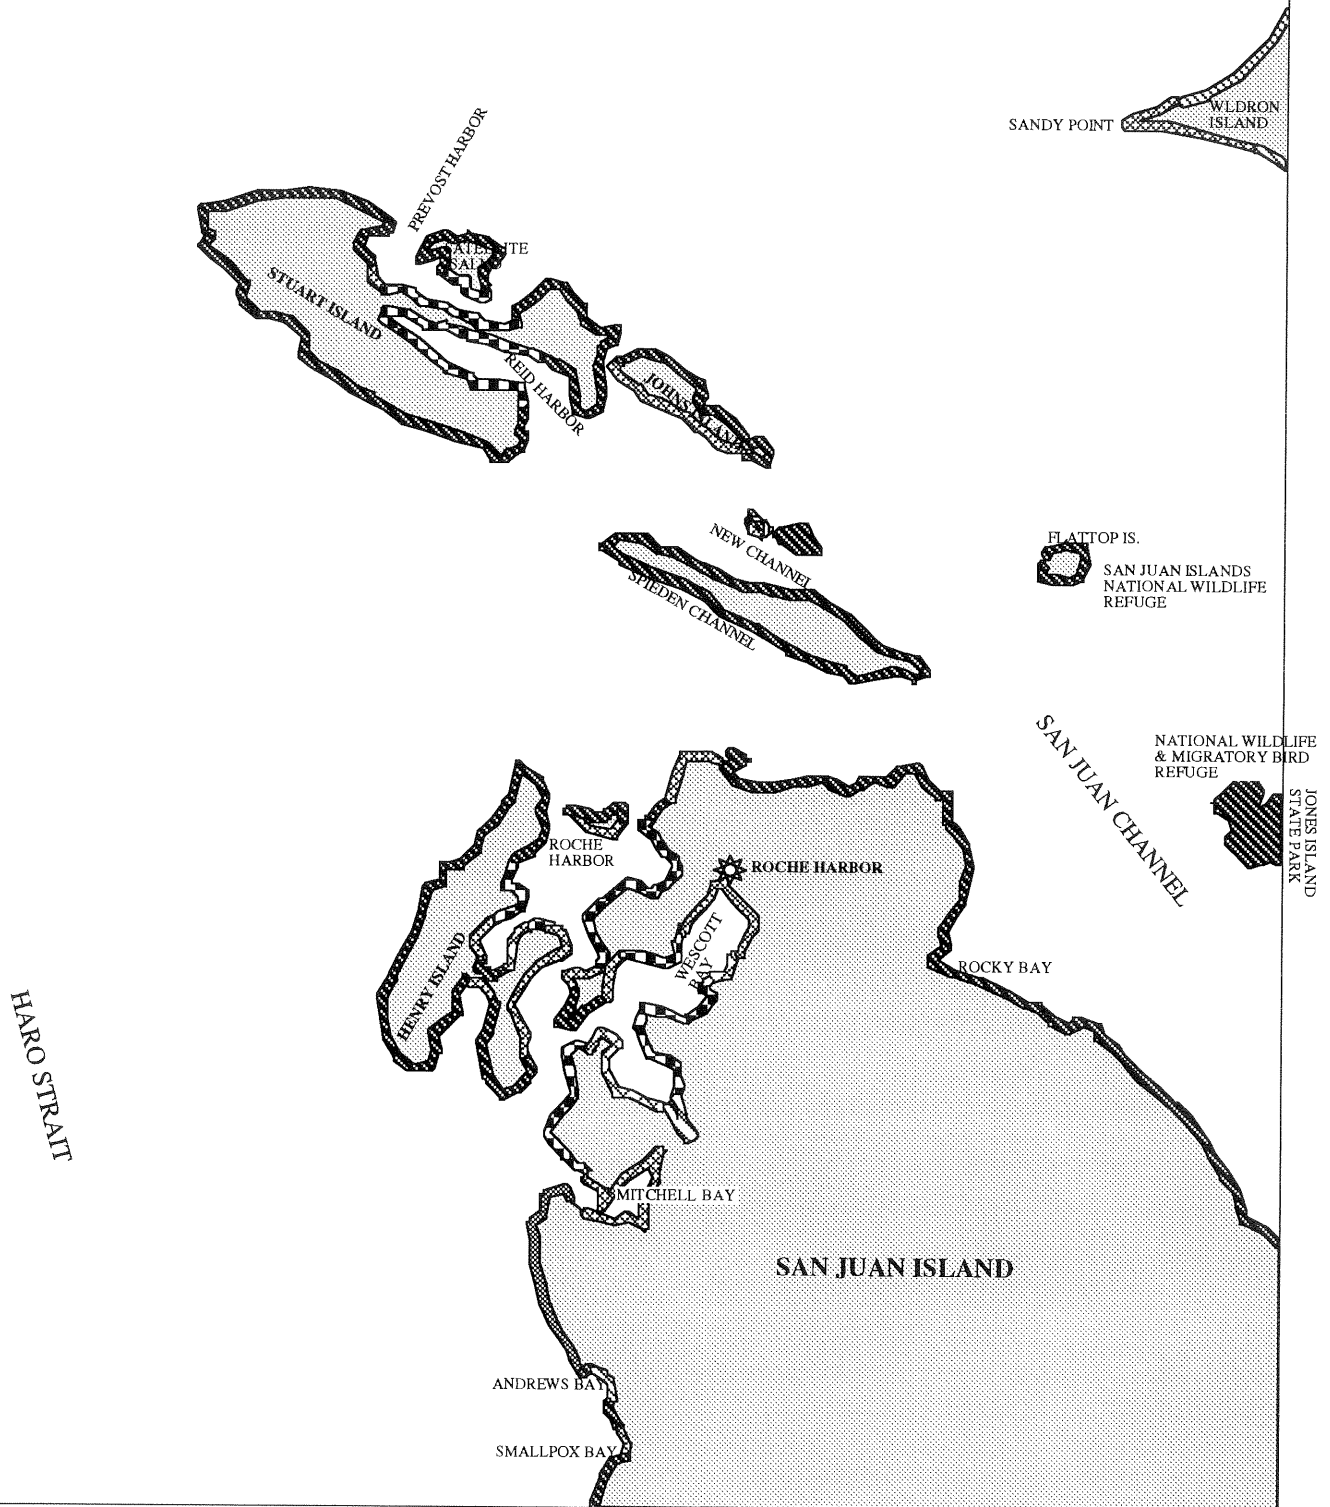 WLDRON
ISLAND
SANDY POINT
PREVOST HARBOR
STUART ISLAND
REID HARBOR
NEW CHANNEL
SPIEDEN CHANNEL
FLATTOP IS.
SAN JUAN ISLANDS
NATIONAL WILDLIFE
REFUGE
SAN JUAN CHANNEL
NATIONAL WILDLIFE
& MIGRATORY BIRD
REFUGE
JONES ISLAND
STATE PARK
ROCHE
HARBOR
ROCHE HARBOR
WESCOTT
BAY
HENRY ISLAND
ROCKY BAY
HARO STRAIT
MITCHELL BAY
SAN JUAN ISLAND
ANDREWS BAY
SMALLPOX BAY